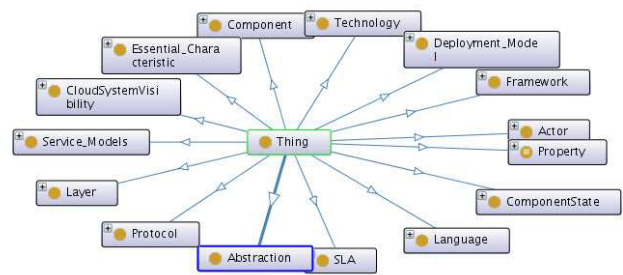 Component
Technology
Essential_Chara
cteristic
Deployment_Mode
l
CloudSystemVisi
bility
Framework
Service_Models
Thing
Actor
Property
Layer
ComponentState
Protocol
Language
Abstraction
SLA